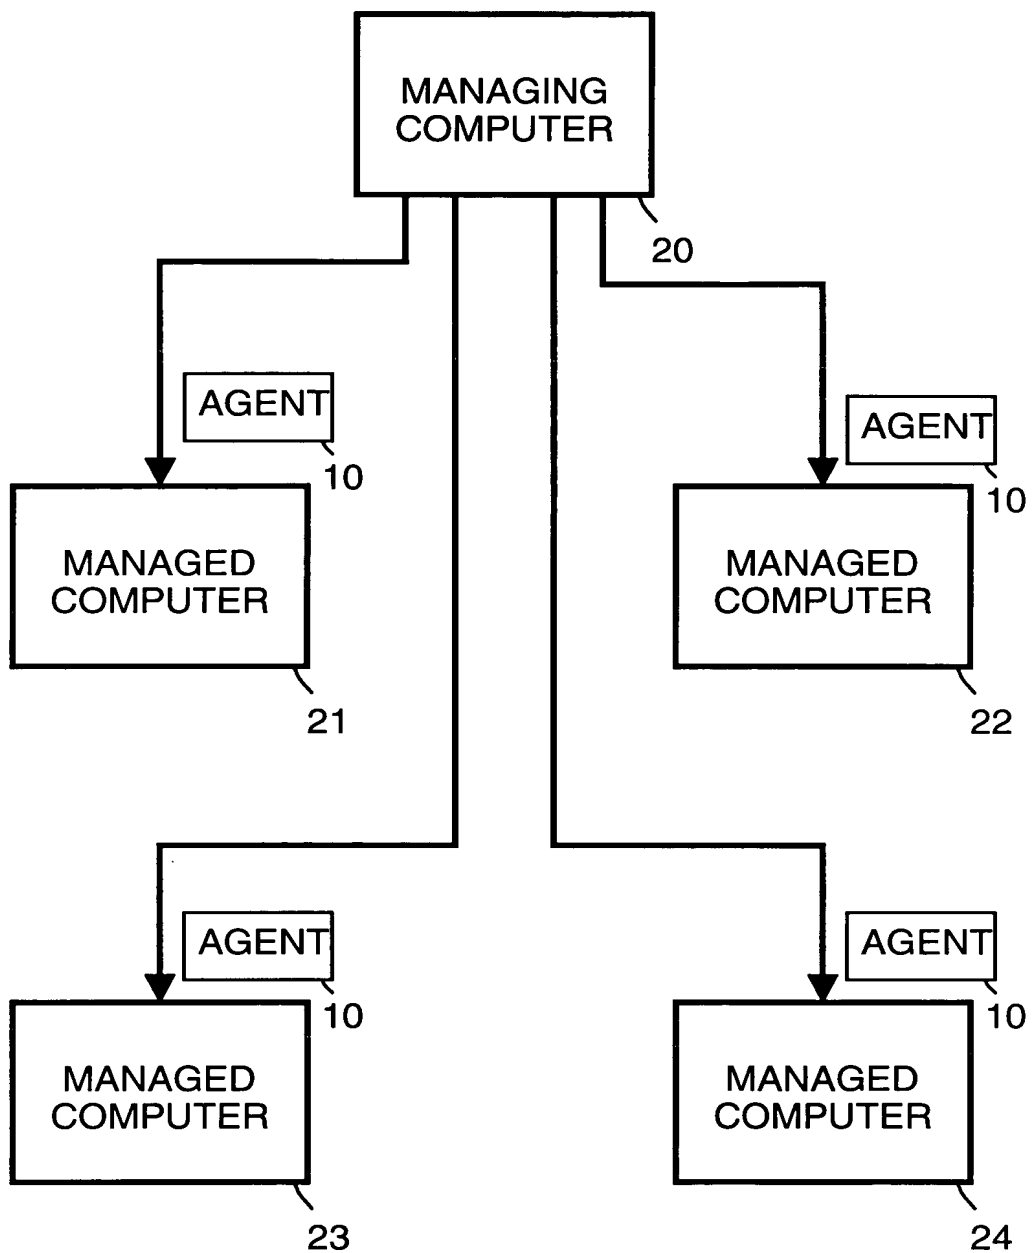 MANAGING
COMPUTER
20
AGENT
10
AGENT
10
MANAGED
COMPUTER
21
MANAGED
COMPUTER
22
AGENT
10
AGENT
10
MANAGED
COMPUTER
23
MANAGED
COMPUTER
24